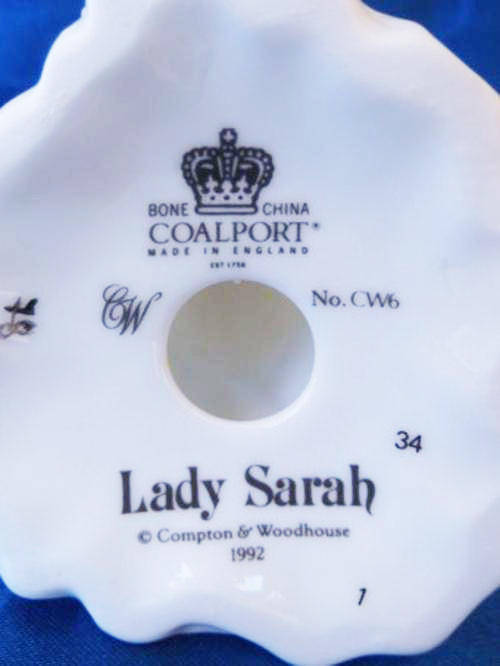 BONE CHINA
COALPORT®
MADE IN ENGLAND
EST 1750
CW
No. CW6
34
Lady Sarah
© Compton & Woodhouse
1992
1